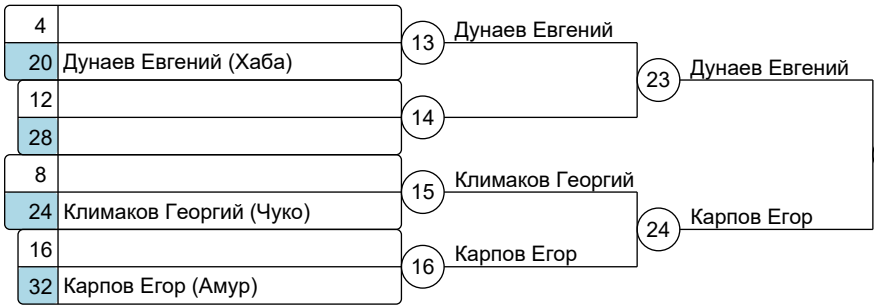 4
20 Дунаев Евгений (Хаба)
13 Дунаев Евгений
12
28
14
23 Дунаев Евгений
8
24 Климаков Георгий (Чуко)
15 Климаков Георгий
16
32 Карпов Егор (Амур)
16 Карпов Егор
24 Карпов Егор